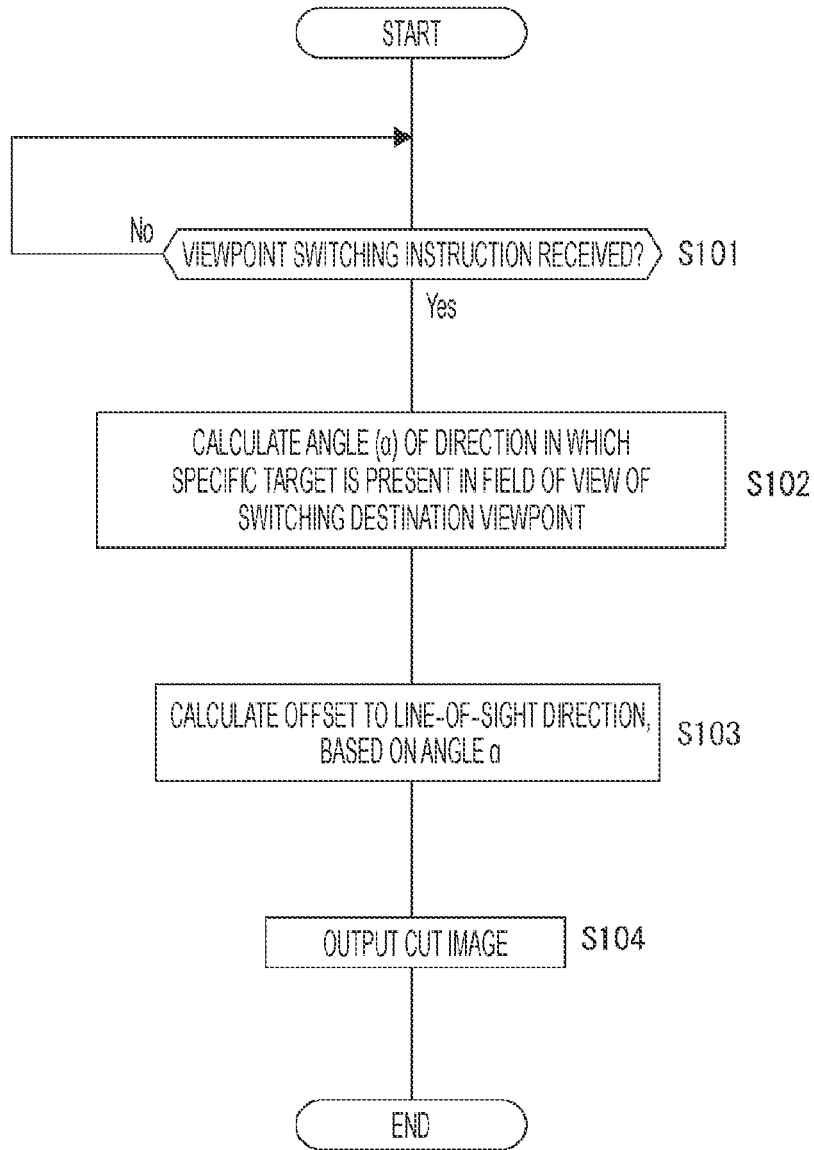 START
No
VIEWPOINT SWITCHING INSTRUCTION RECEIVED?
S101
Yes
CALCULATE ANGLE (α) OF DIRECTION IN WHICH
SPECIFIC TARGET IS PRESENT IN FIELD OF VIEW OF
SWITCHING DESTINATION VIEWPOINT
S102
CALCULATE OFFSET TO LINE-OF-SIGHT DIRECTION,
BASED ON ANGLE α
S103
OUTPUT CUT IMAGE
S104
END